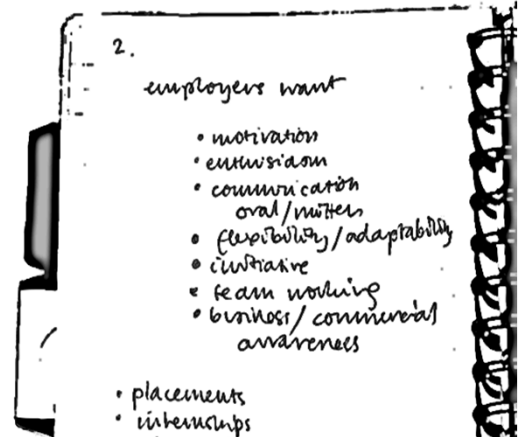 2.
employers want
• motivation
• enthusiasm
• communication
oral/written
• flexibility/adaptability
• initiative
• team working
• business/commercial
awareness
• placements
• internships